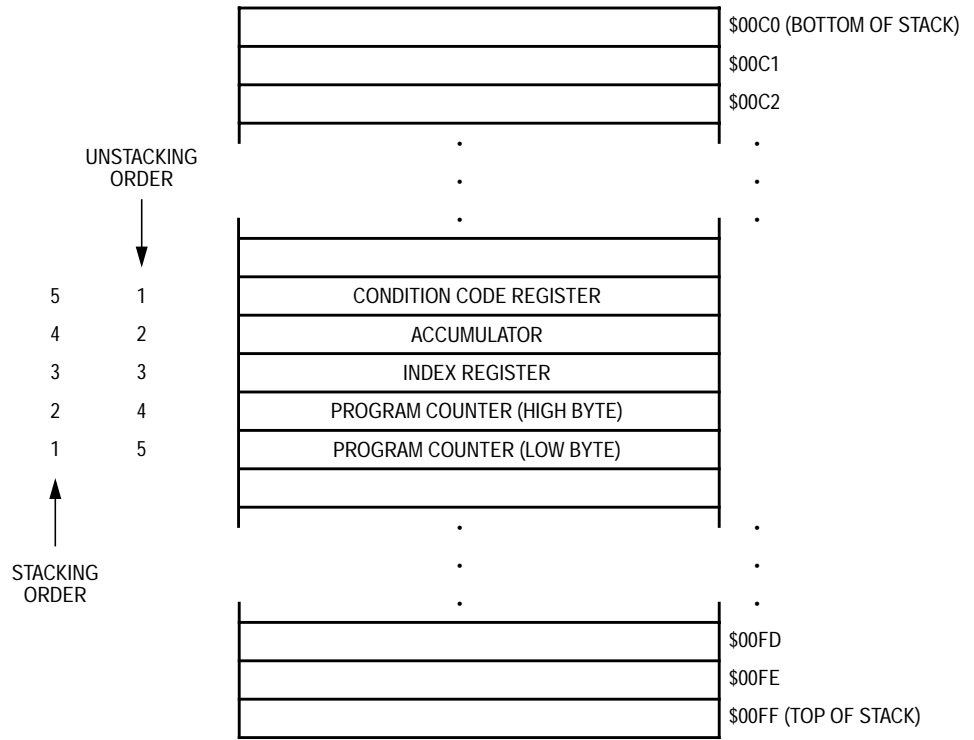 $00C0 (BOTTOM OF STACK)
$00C1
$00C2
UNSTACKING
ORDER
5 1 CONDITION CODE REGISTER
4 2 ACCUMULATOR
3 3 INDEX REGISTER
2 4 PROGRAM COUNTER (HIGH BYTE)
1 5 PROGRAM COUNTER (LOW BYTE)
STACKING
ORDER
$00FD
$00FE
$00FF (TOP OF STACK)